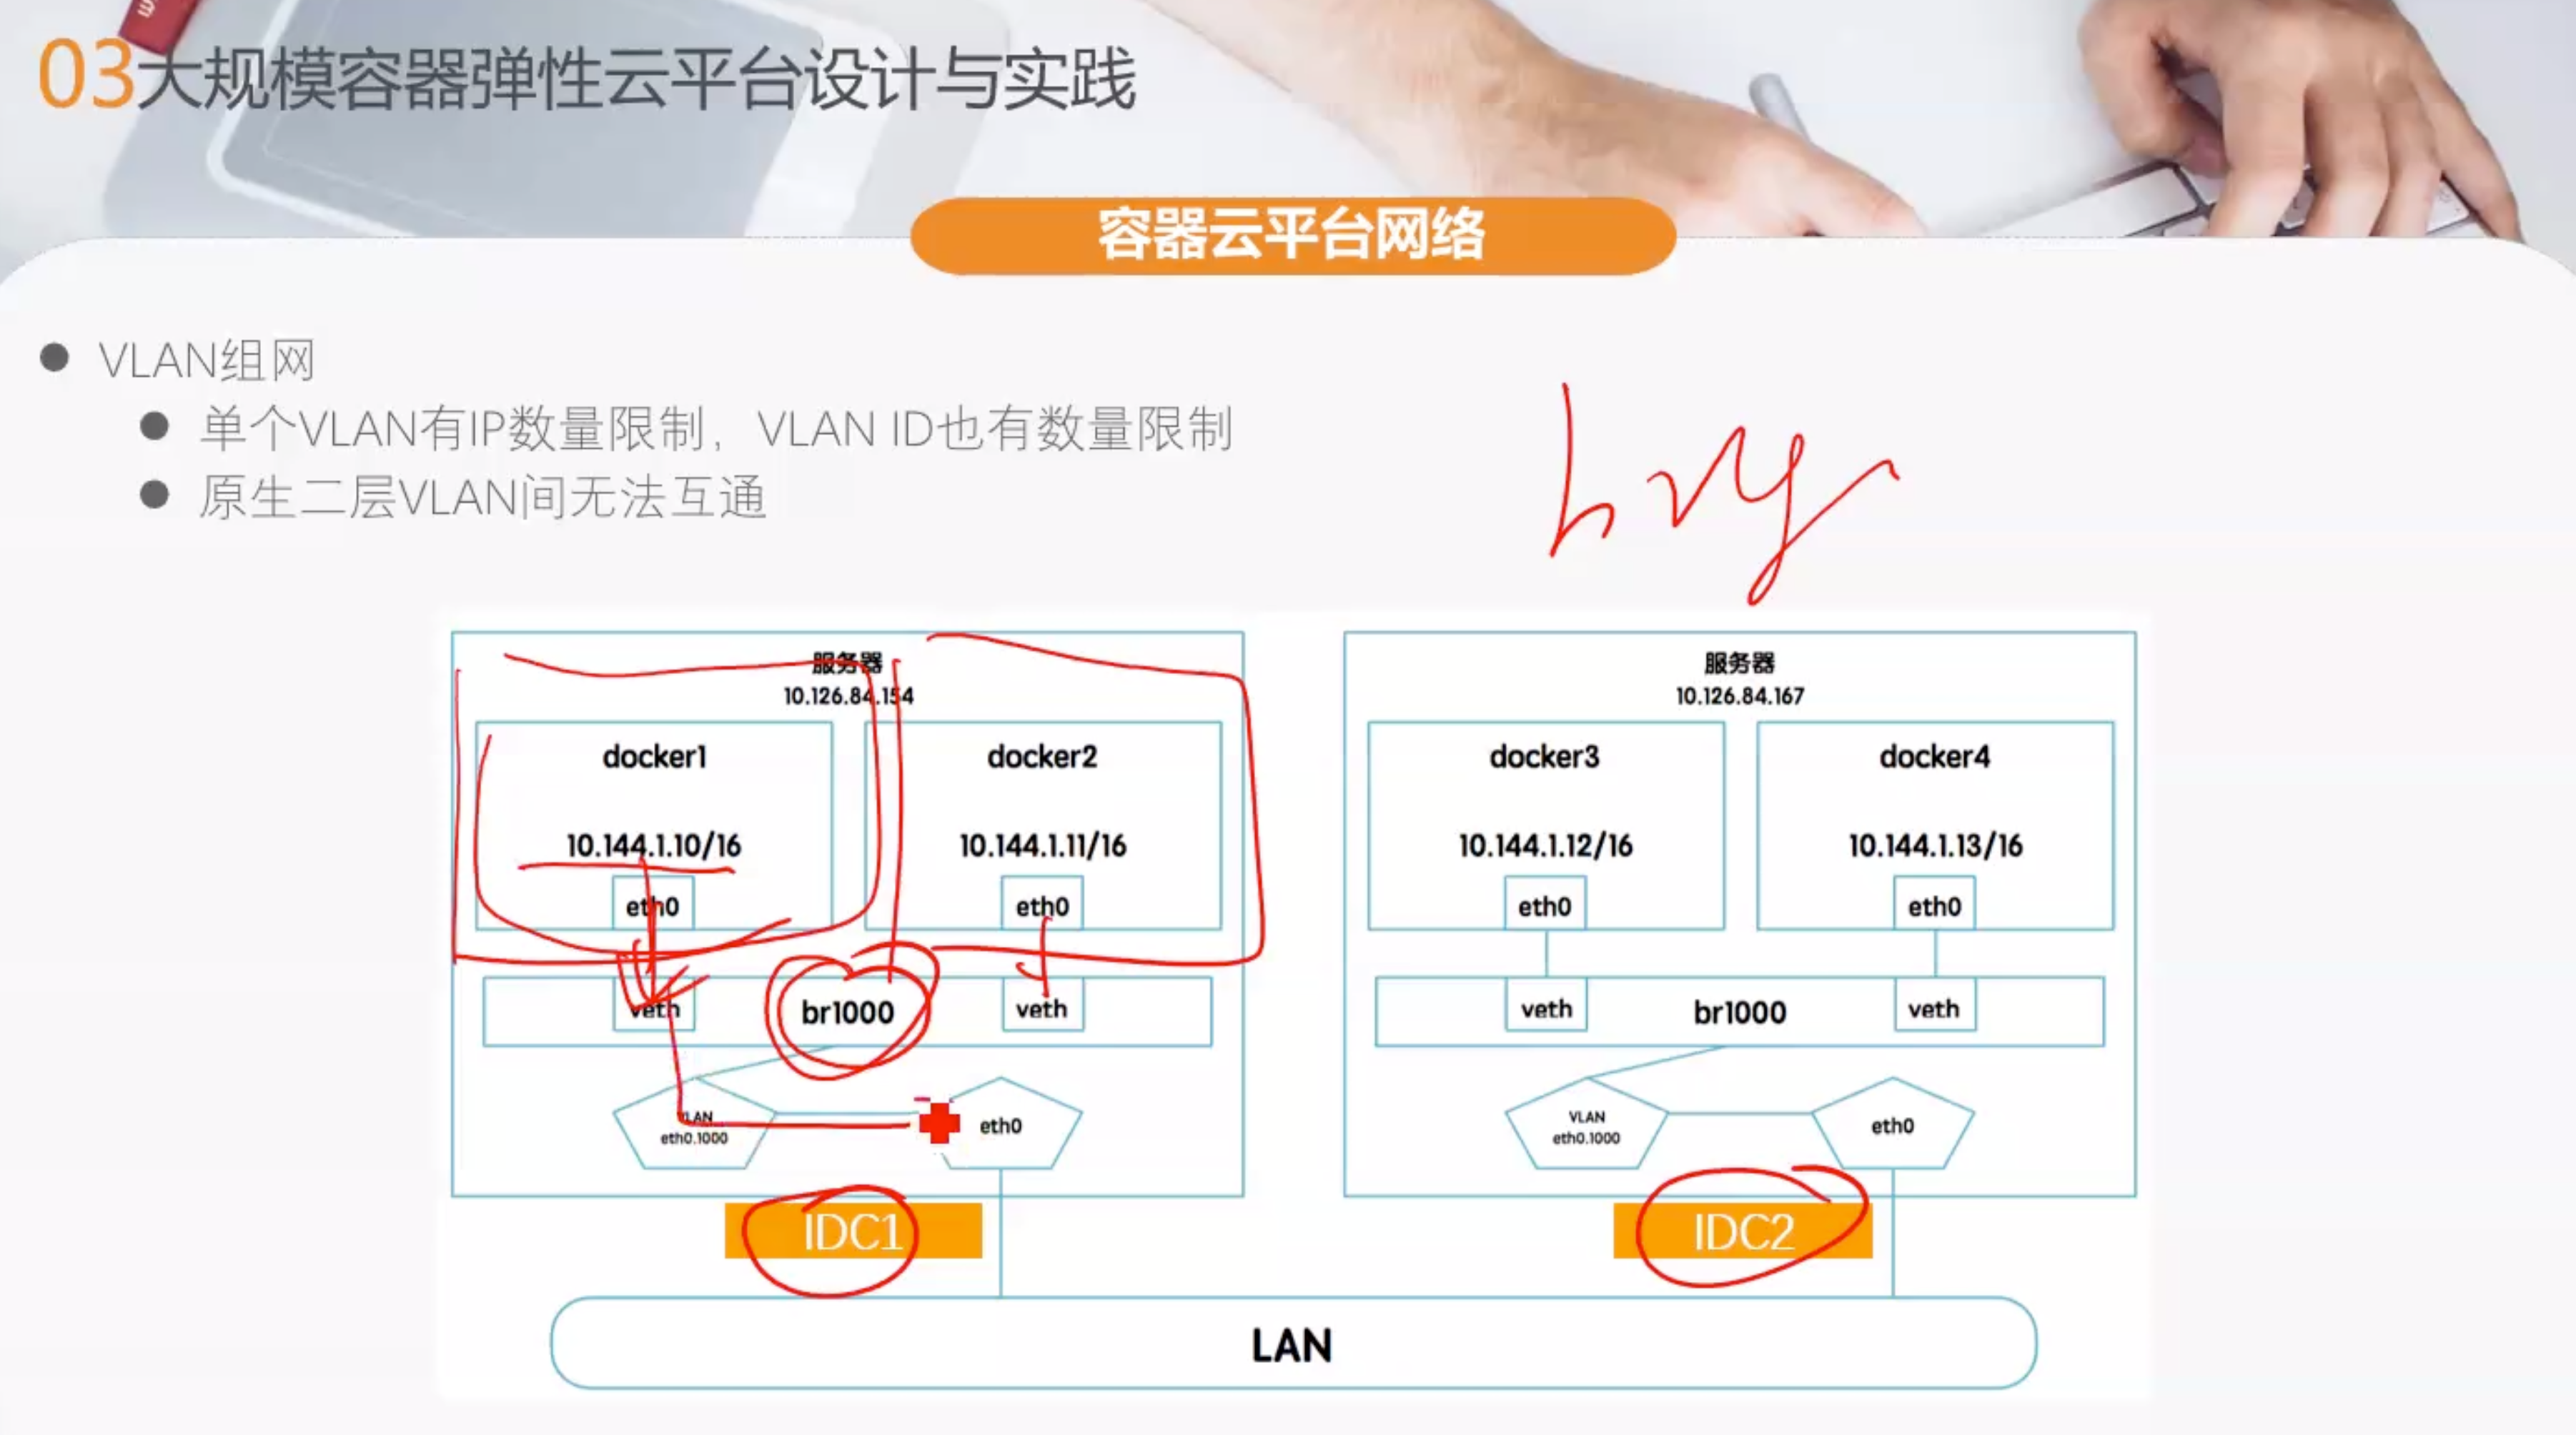 03大规模容器弹性云平台设计与实践
容器云平台网络
VLAN组网
单个VLAN有IP数量限制，VLAN ID也有数量限制
原生二层VLAN间无法互通
服务器
10.126.84.154
docker1
10.144.1.10/16
eth0
docker2
10.144.1.11/16
eth0
veth
br1000
veth
VLAN
eth0.1000
eth0
IDC1
服务器
10.126.84.167
docker3
10.144.1.12/16
eth0
docker4
10.144.1.13/16
eth0
veth
br1000
veth
VLAN
eth0.1000
eth0
IDC2
LAN